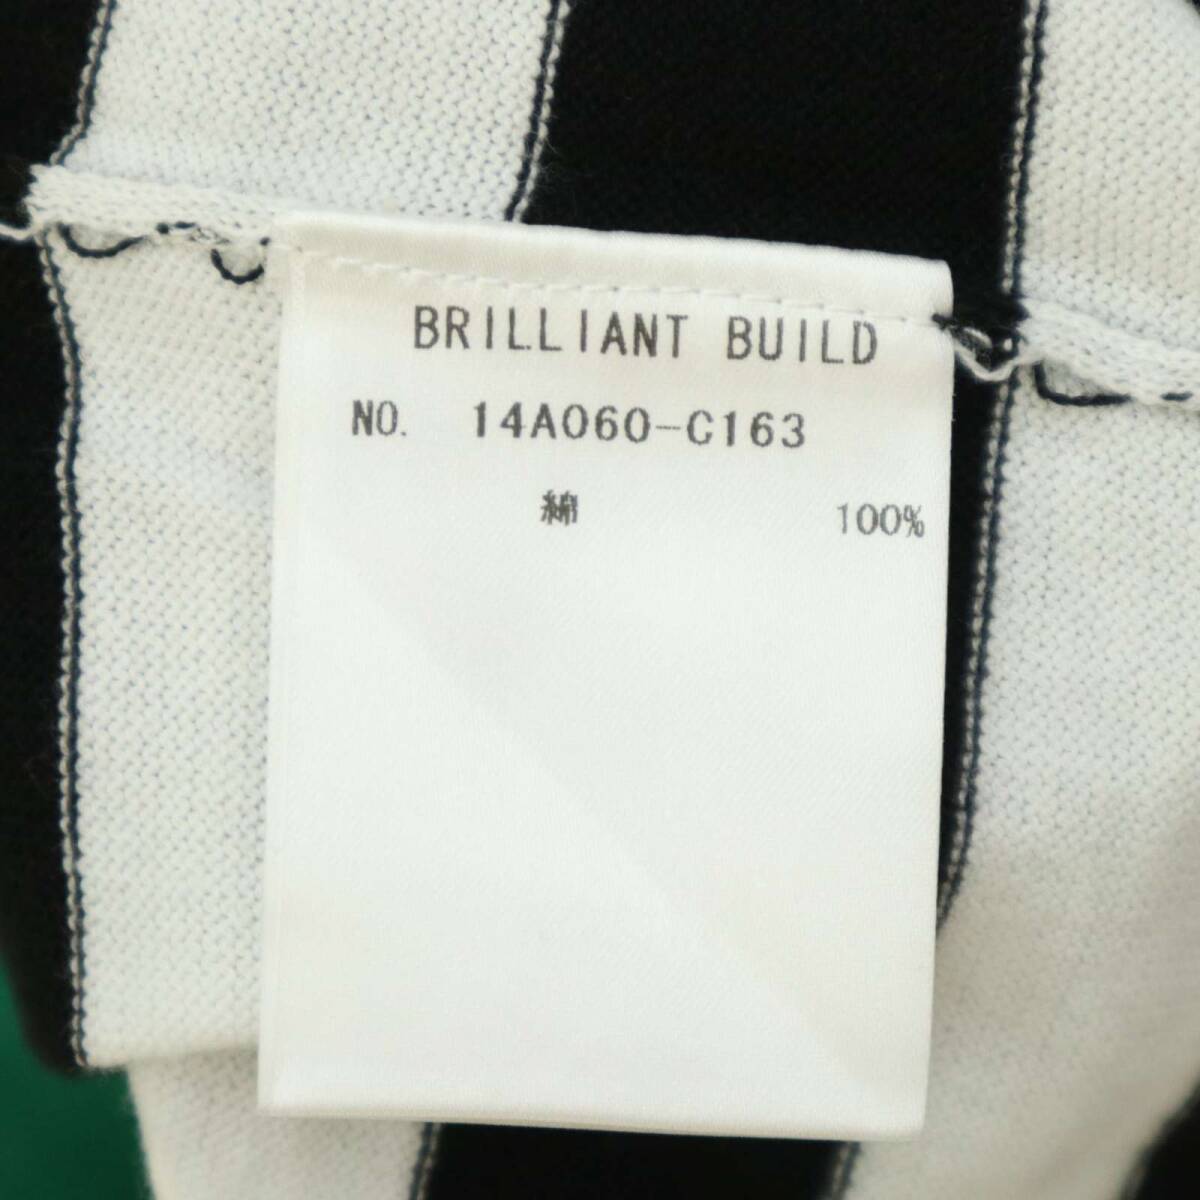 BRILLIANT BUILD
NO. 14A060-C163
綿 100%